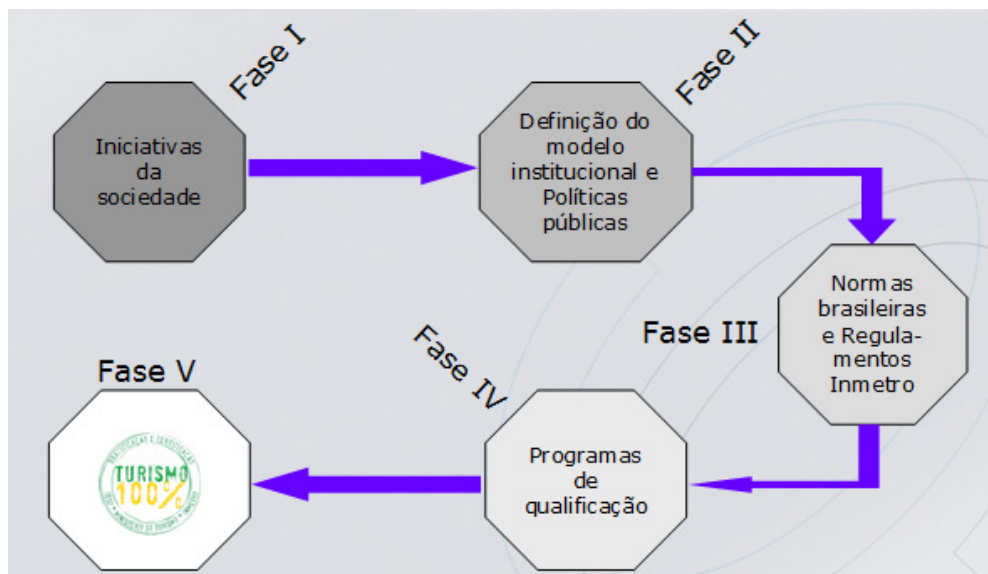 Fase I
Iniciativas
da
sociedade
Fase II
Definição do
modelo
institucional e
Políticas
públicas
Fase III
Normas
brasileiras
e Regula-
mentos
Inmetro
Fase IV
Programas
de
qualificação
Fase V
TURISMO
100%